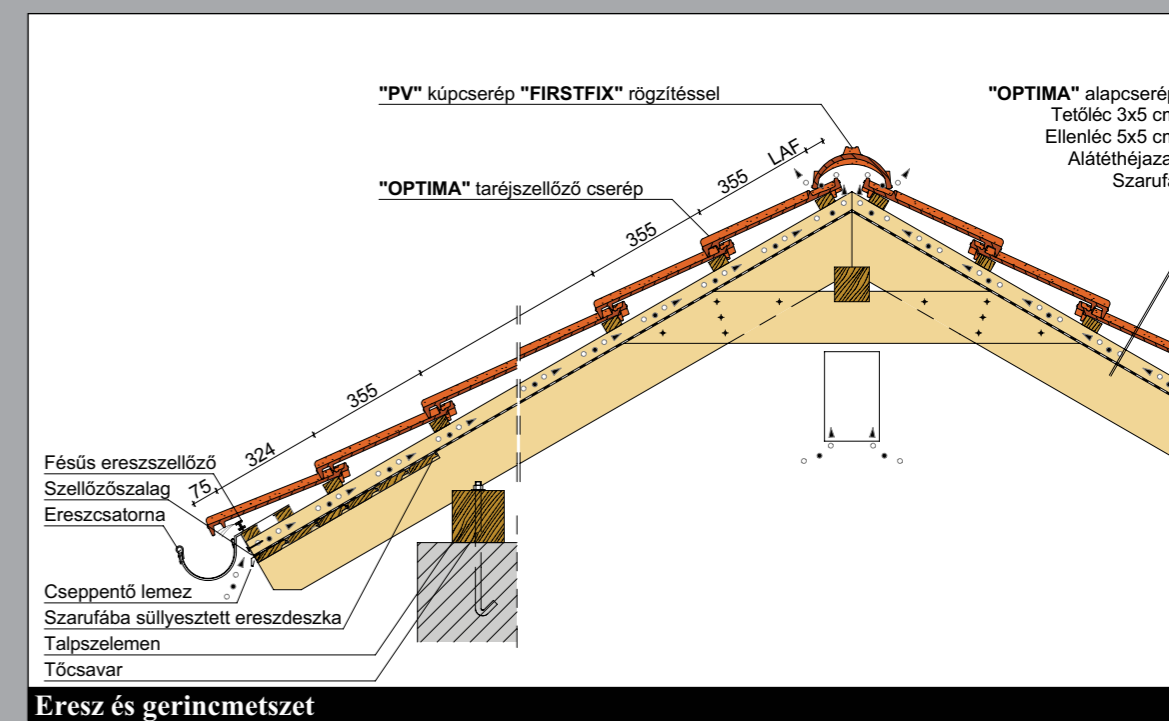 "PV" kúpcserép "FIRSTFIX" rögzítéssel
"OPTIMA" taréjszellőző cserép
"OPTIMA" alapcserép
Tetőléc 3x5 cm
Ellenléc 5x5 cm
Alátéthéjaza
Szarufa
LAF
355
355
355
324
75
Fésűs ereszszellőző
Szellőzőszalag
Ereszcsatorna
Cseppentő lemez
Szarufába süllyesztett ereszdeszka
Talpszelemen
Tőcsavar
Eresz és gerincmetszet